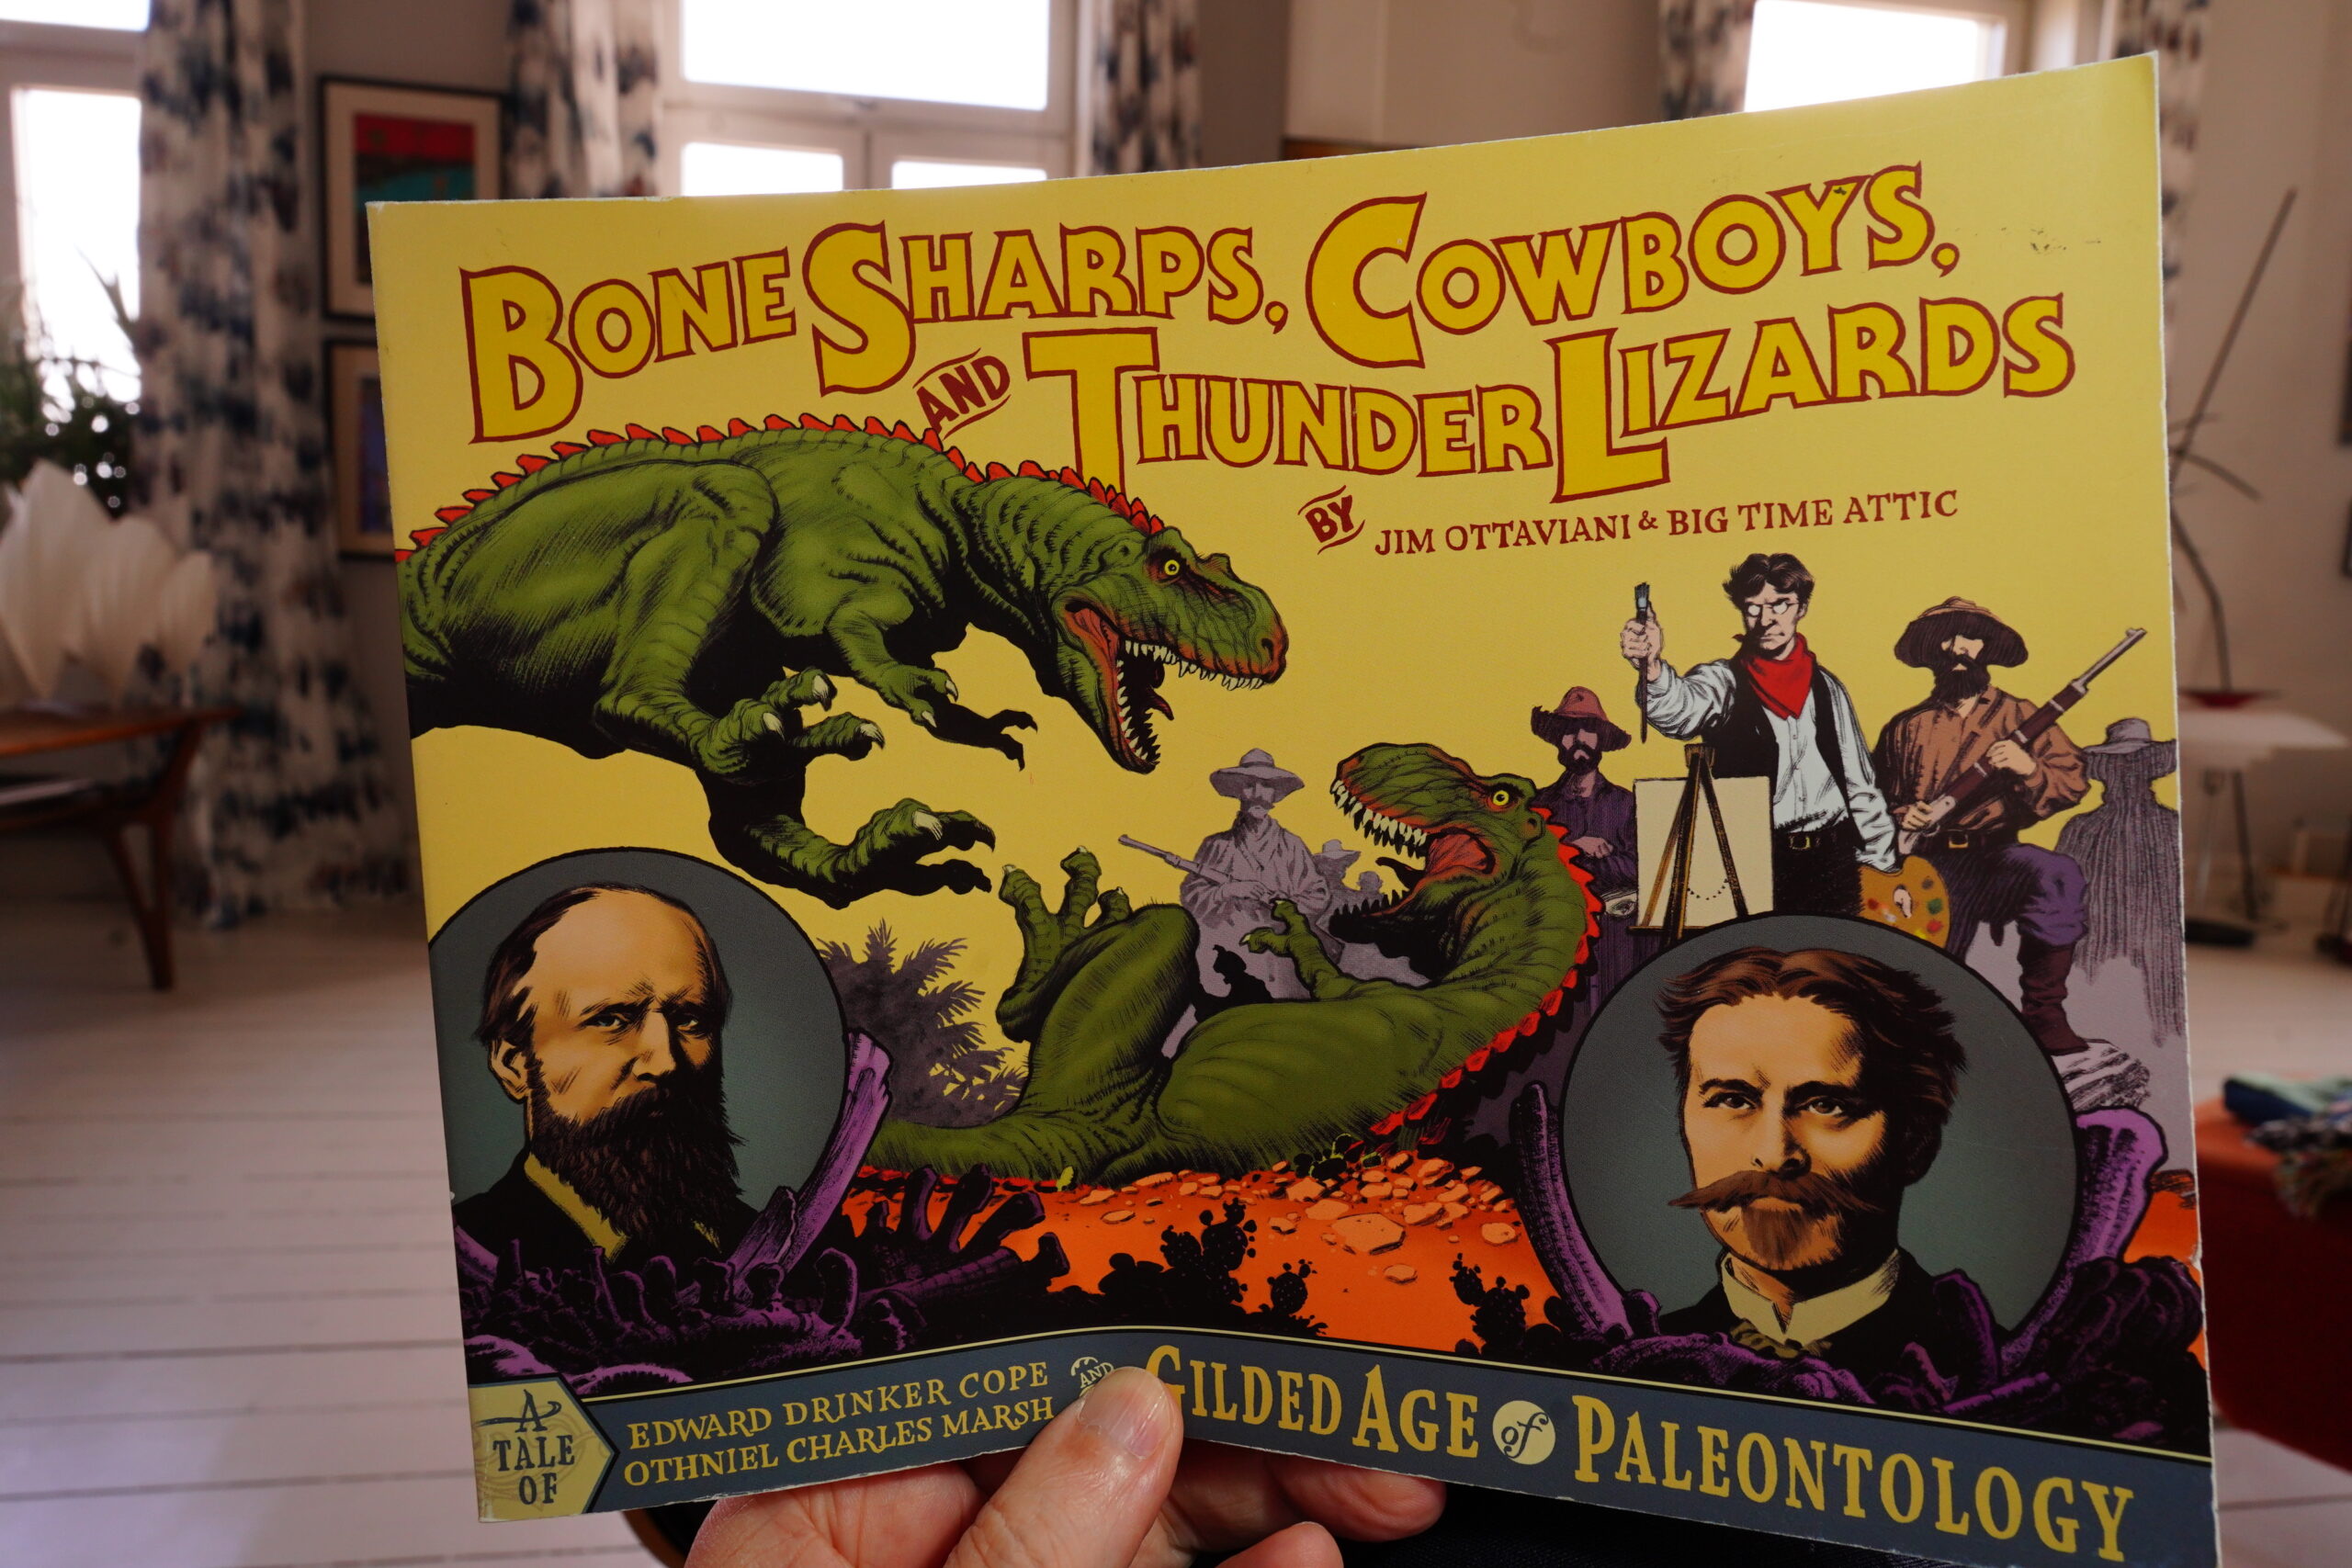 BONE SHARPS, COWBOYS,
AND THUNDER LIZARDS
BY JIM OTTAVIANI & BIG TIME ATTIC
A TALE OF
EDWARD DRINKER COPE
OTHNIEL CHARLES MARSH
AND
GILDED AGE of PALEONTOLOGY